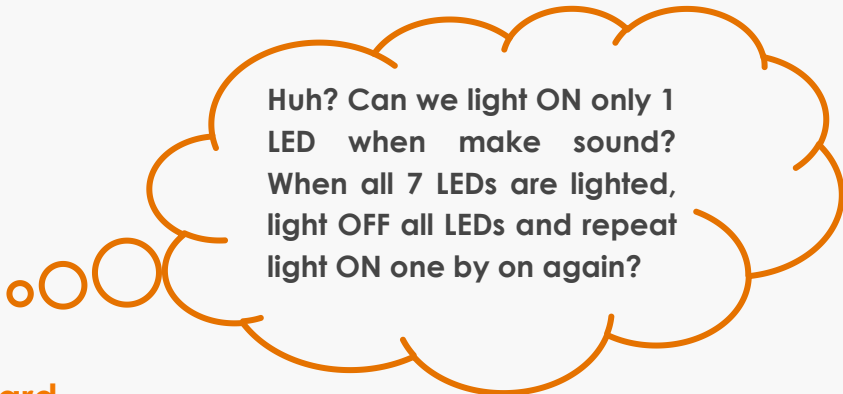 Huh? Can we light ON only 1
LED when make sound?
When all 7 LEDs are lighted,
light OFF all LEDs and repeat
light ON one by on again?